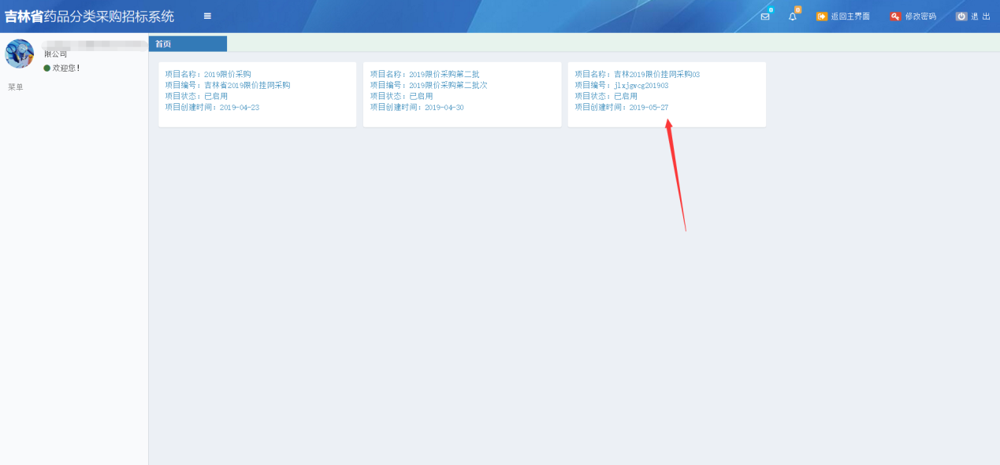 吉林省药品分类采购招标系统
0
0
返回主界面
修改密码
退 出
限公司
欢迎您!
菜单
首页
项目名称：2019限价采购
项目编号：吉林省2019限价挂网采购
项目状态：已启用
项目创建时间：2019-04-23
项目名称：2019限价采购第二批
项目编号：2019限价采购第二批次
项目状态：已启用
项目创建时间：2019-04-30
项目名称：吉林2019限价挂网采购03
项目编号：jlxjgwcg201903
项目状态：已启用
项目创建时间：2019-05-27